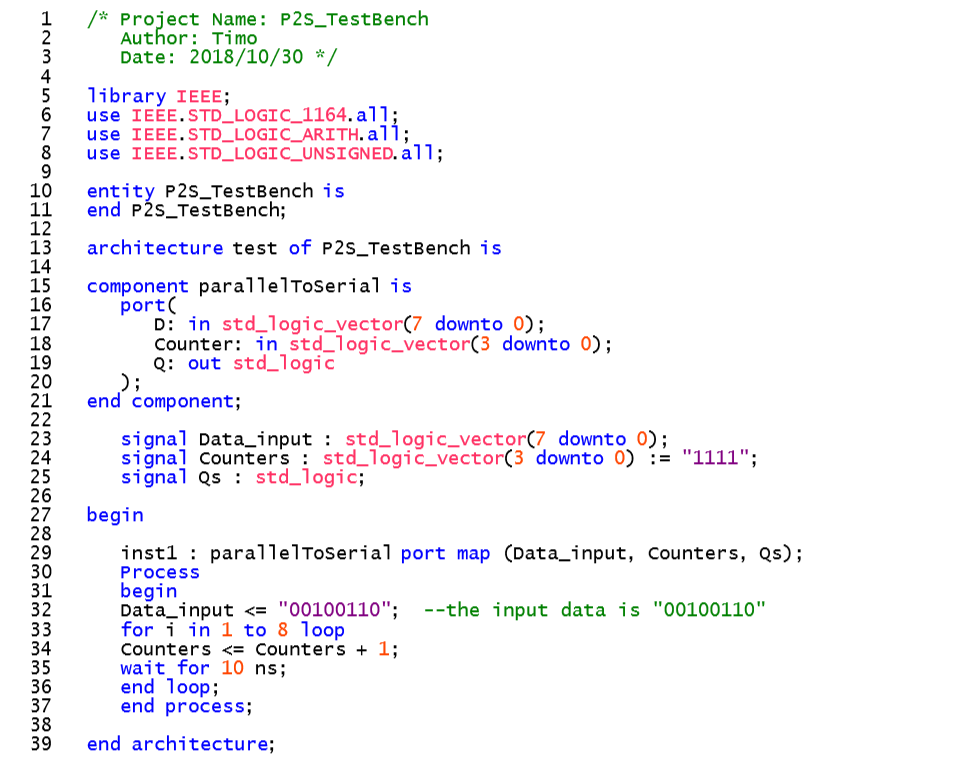 1 /* Project Name: P2S_TestBench
2 Author: Timo
3 Date: 2018/10/30 */
4
5 library IEEE;
6 use IEEE.STD_LOGIC_1164.all;
7 use IEEE.STD_LOGIC_ARITH.all;
8 use IEEE.STD_LOGIC_UNSIGNED.all;
9
10 entity P2S_TestBench is
11 end P2S_TestBench;
12
13 architecture test of P2S_TestBench is
14
15 component parallelToSerial is
16 port(
17 D: in std_logic_vector(7 downto 0);
18 Counter: in std_logic_vector(3 downto 0);
19 Q: out std_logic
20 );
21 end component;
22
23 signal Data_input : std_logic_vector(7 downto 0);
24 signal Counters : std_logic_vector(3 downto 0) := "1111";
25 signal Qs : std_logic;
26
27 begin
28
29 inst1 : parallelToSerial port map (Data_input, Counters, Qs);
30 Process
31 begin
32 Data_input <= "00100110"; --the input data is "00100110"
33 for i in 1 to 8 loop
34 Counters <= Counters + 1;
35 wait for 10 ns;
36 end loop;
37 end process;
38
39 end architecture;